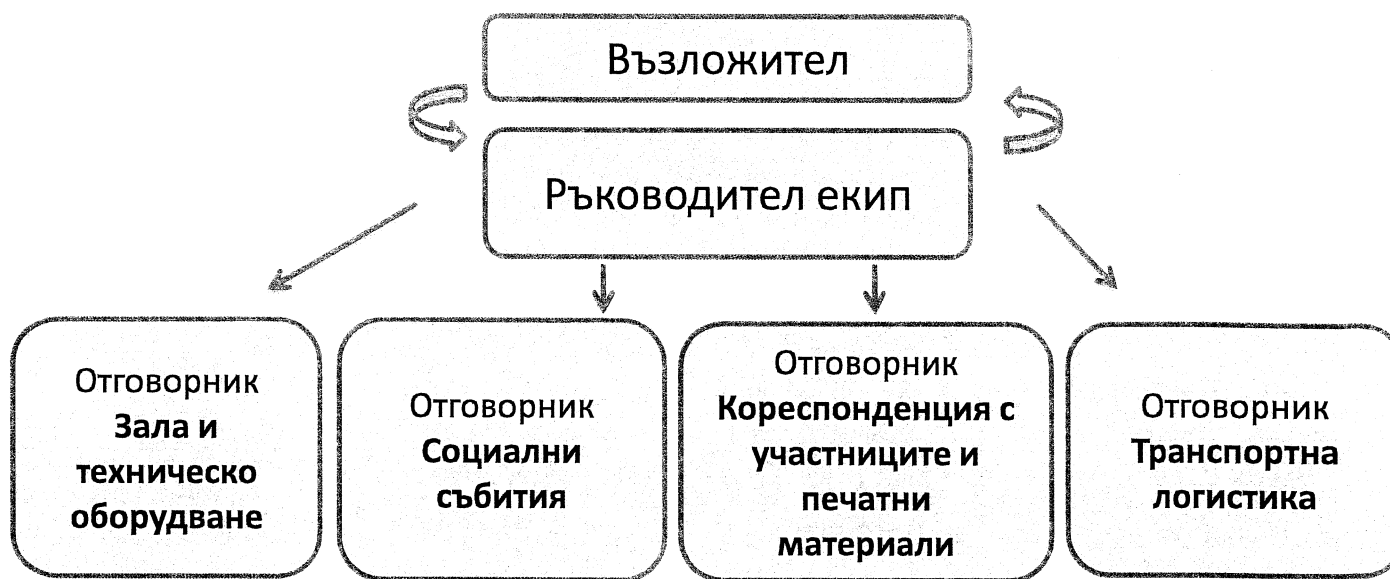 Възложител
Ръководител екип
Отговорник
Зала и
техническо
оборудване
Отговорник
Социални
събития
Отговорник
Кореспонденция с
участниците и
печатни
материали
Отговорник
Транспортна
логистика